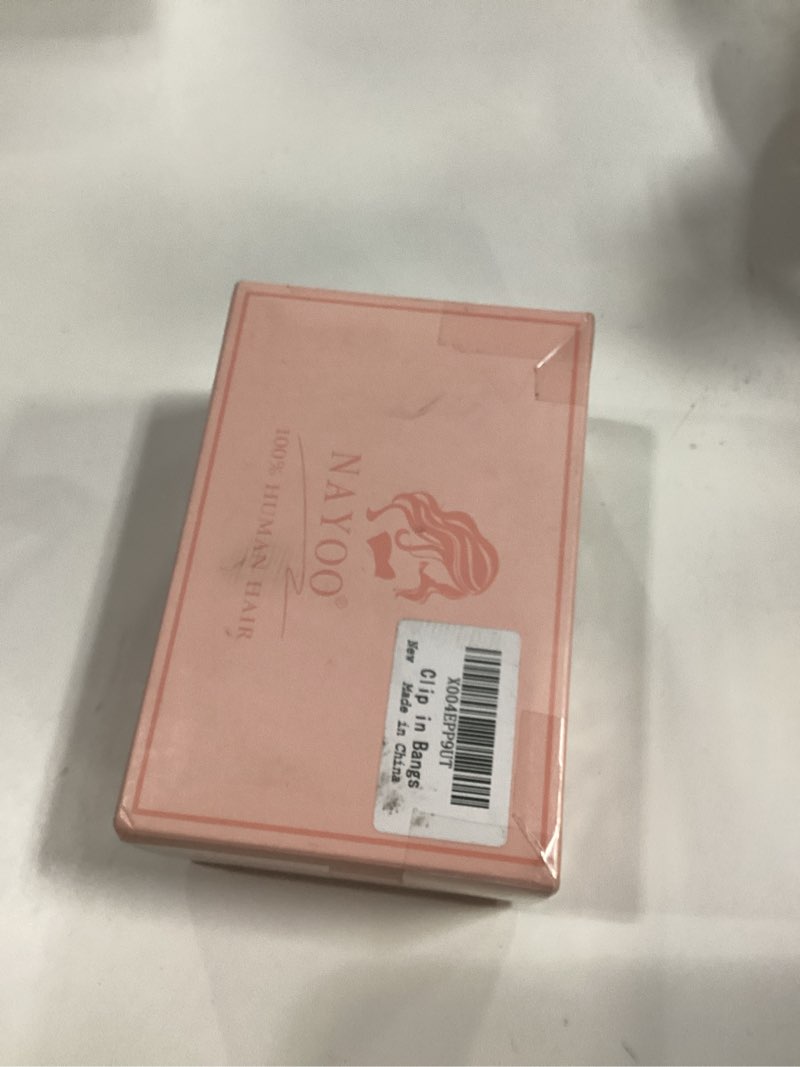 NAYOO®
100% HUMAN HAIR
X004EPP9UT
Clip in Bangs
New Made in China